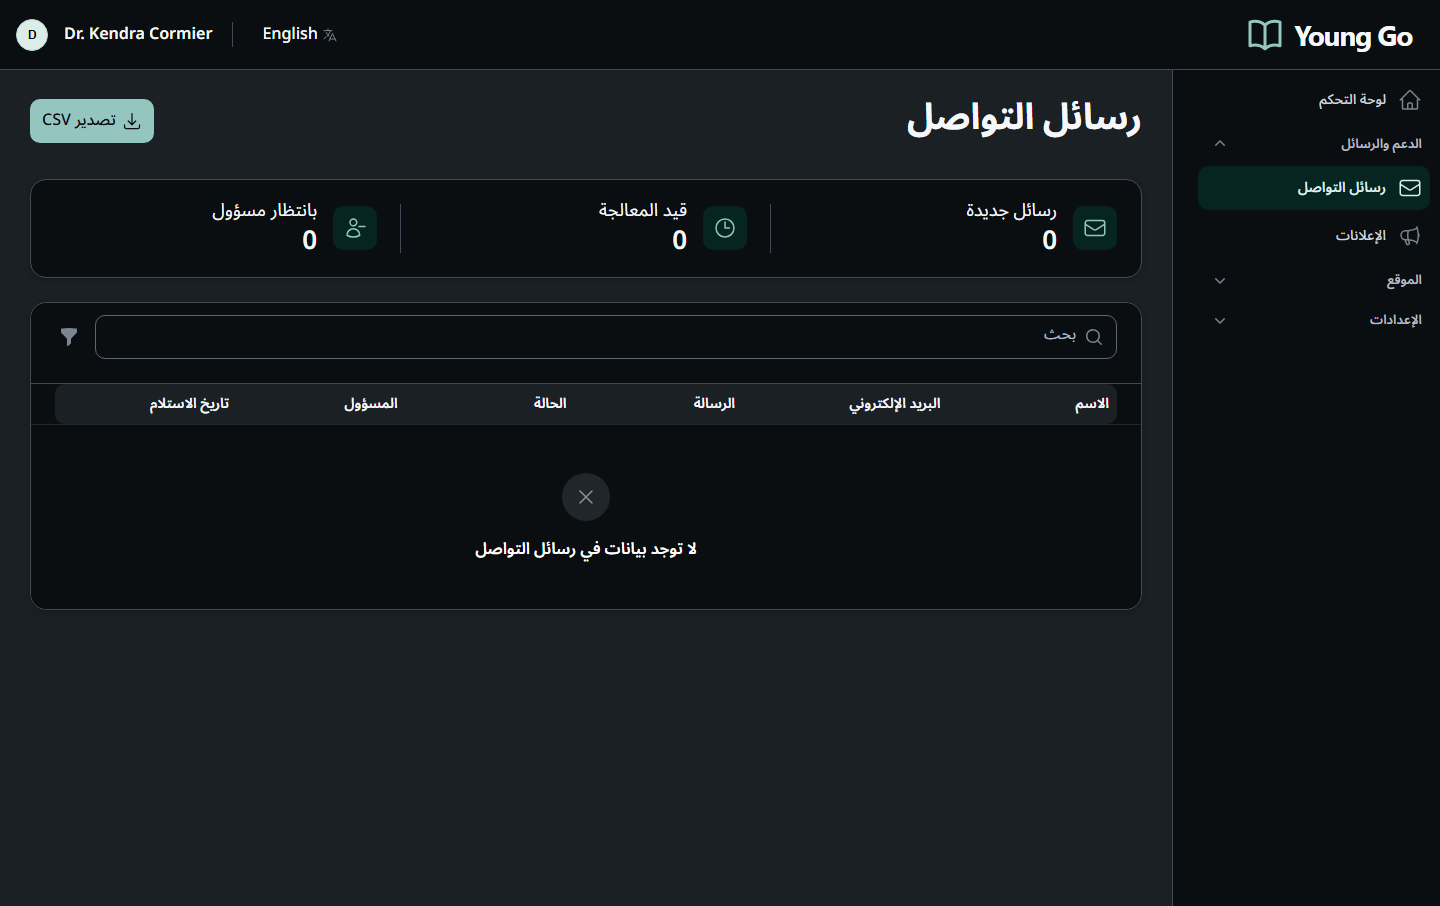 Young Go
English
Dr. Kendra Cormier
D
لوحة التحكم
الدعم والرسائل
رسائل التواصل
الإعلانات
الموقع
الإعدادات
رسائل التواصل
تصدير CSV
رسائل جديدة
0
قيد المعالجة
0
بانتظار مسؤول
0
بحث
الاسم البريد الإلكتروني الرسالة الحالة المسؤول تاريخ الاستلام
لا توجد بيانات في رسائل التواصل